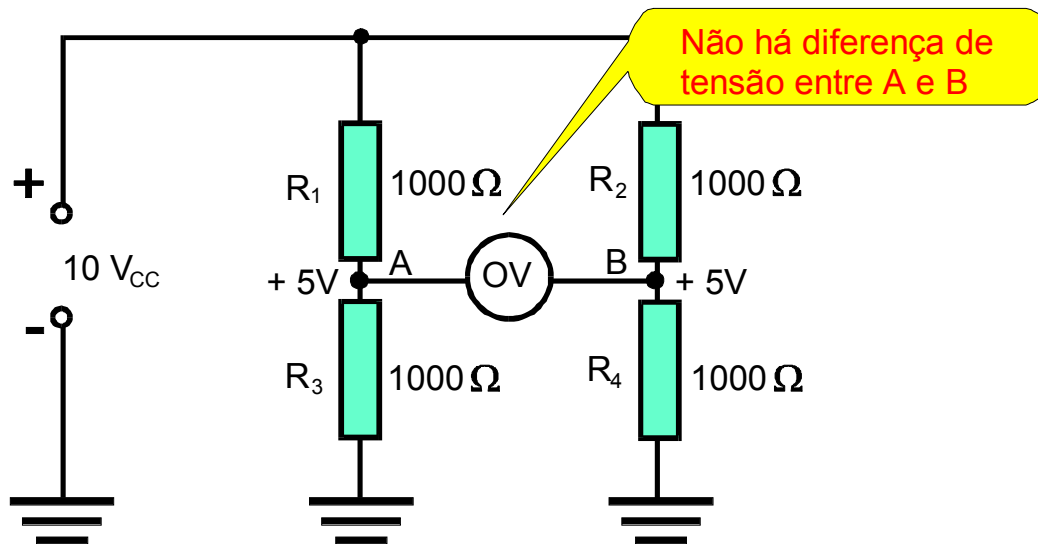 Não há diferença de
tensão entre A e B
+
R1
1000 Ω
R2
1000 Ω
10 VCC
A
OV
B
+ 5V
+ 5V
-
R3
1000 Ω
R4
1000 Ω